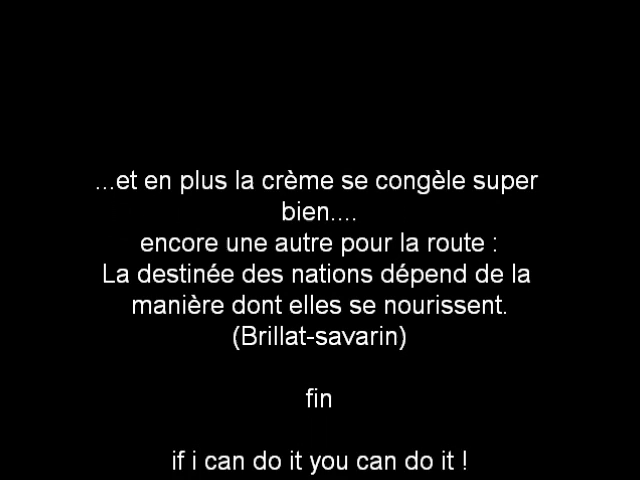 ...et en plus la crème se congèle super
bien....
encore une autre pour la route :
La destinée des nations dépend de la
manière dont elles se nourissent.
(Brillat-savarin)
fin
if i can do it you can do it !